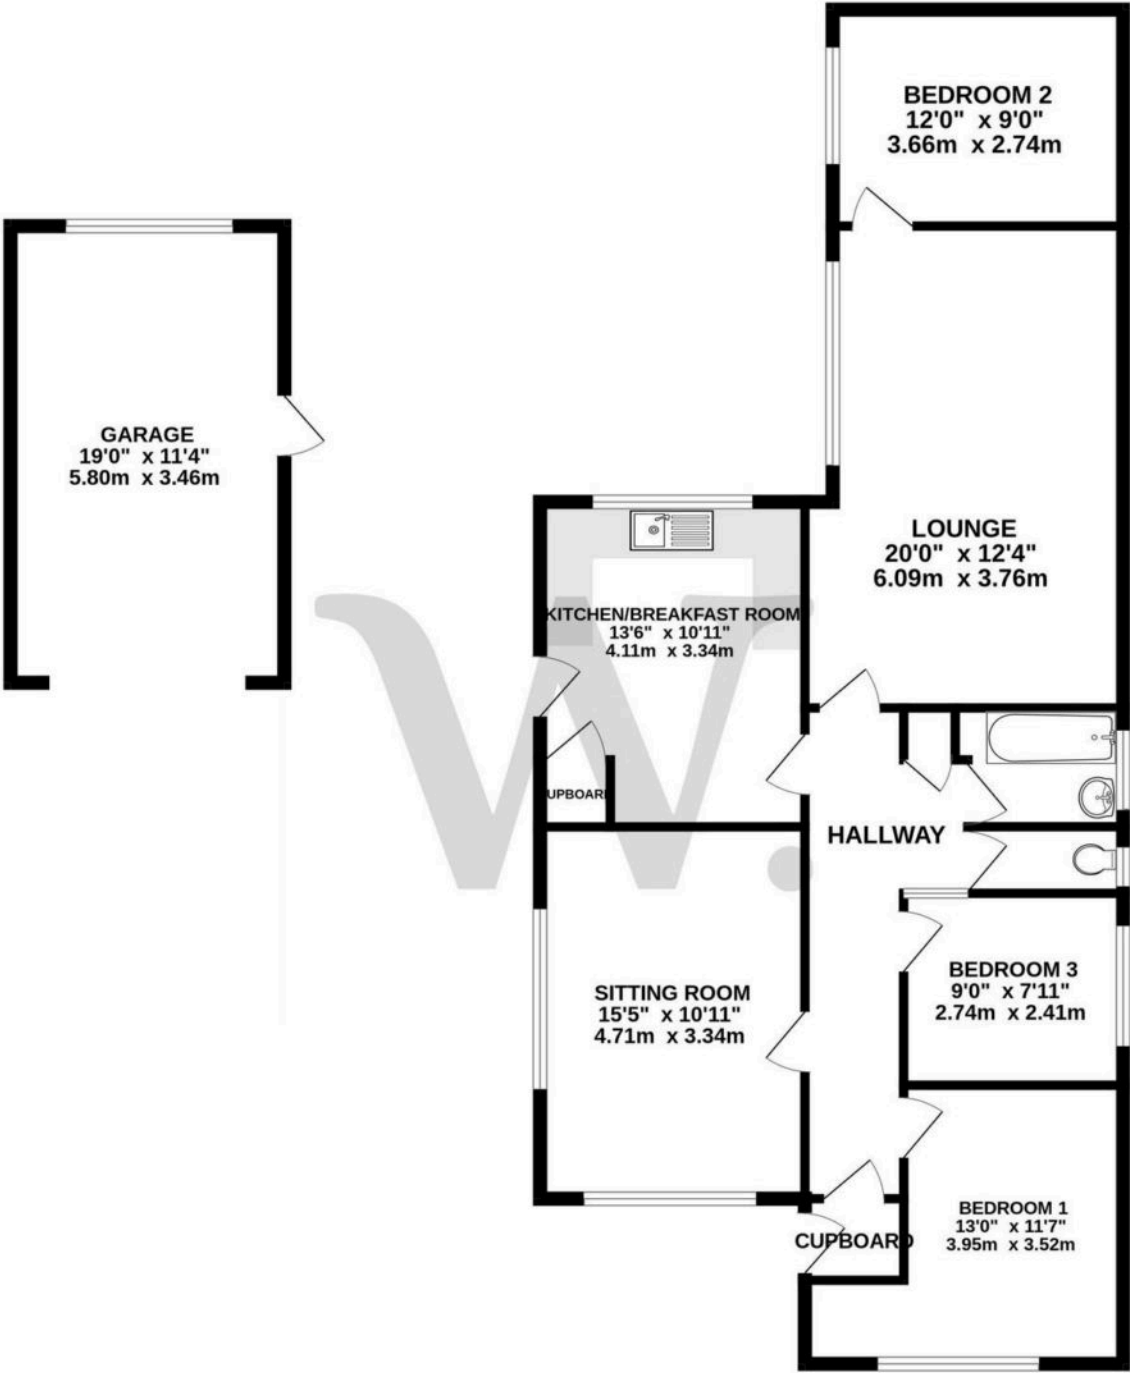 BEDROOM 2
12'0" x 9'0"
3.66m x 2.74m
GARAGE
19'0" x 11'4"
5.80m x 3.46m
LOUNGE
20'0" x 12'4"
6.09m x 3.76m
KITCHEN/BREAKFAST ROOM
13'6" x 10'11"
4.11m x 3.34m
UPBOARD
HALLWAY
SITTING ROOM
15'5" x 10'11"
4.71m x 3.34m
BEDROOM 3
9'0" x 7'11"
2.74m x 2.41m
BEDROOM 1
13'0" x 11'7"
3.95m x 3.52m
CUPBOARD
W.